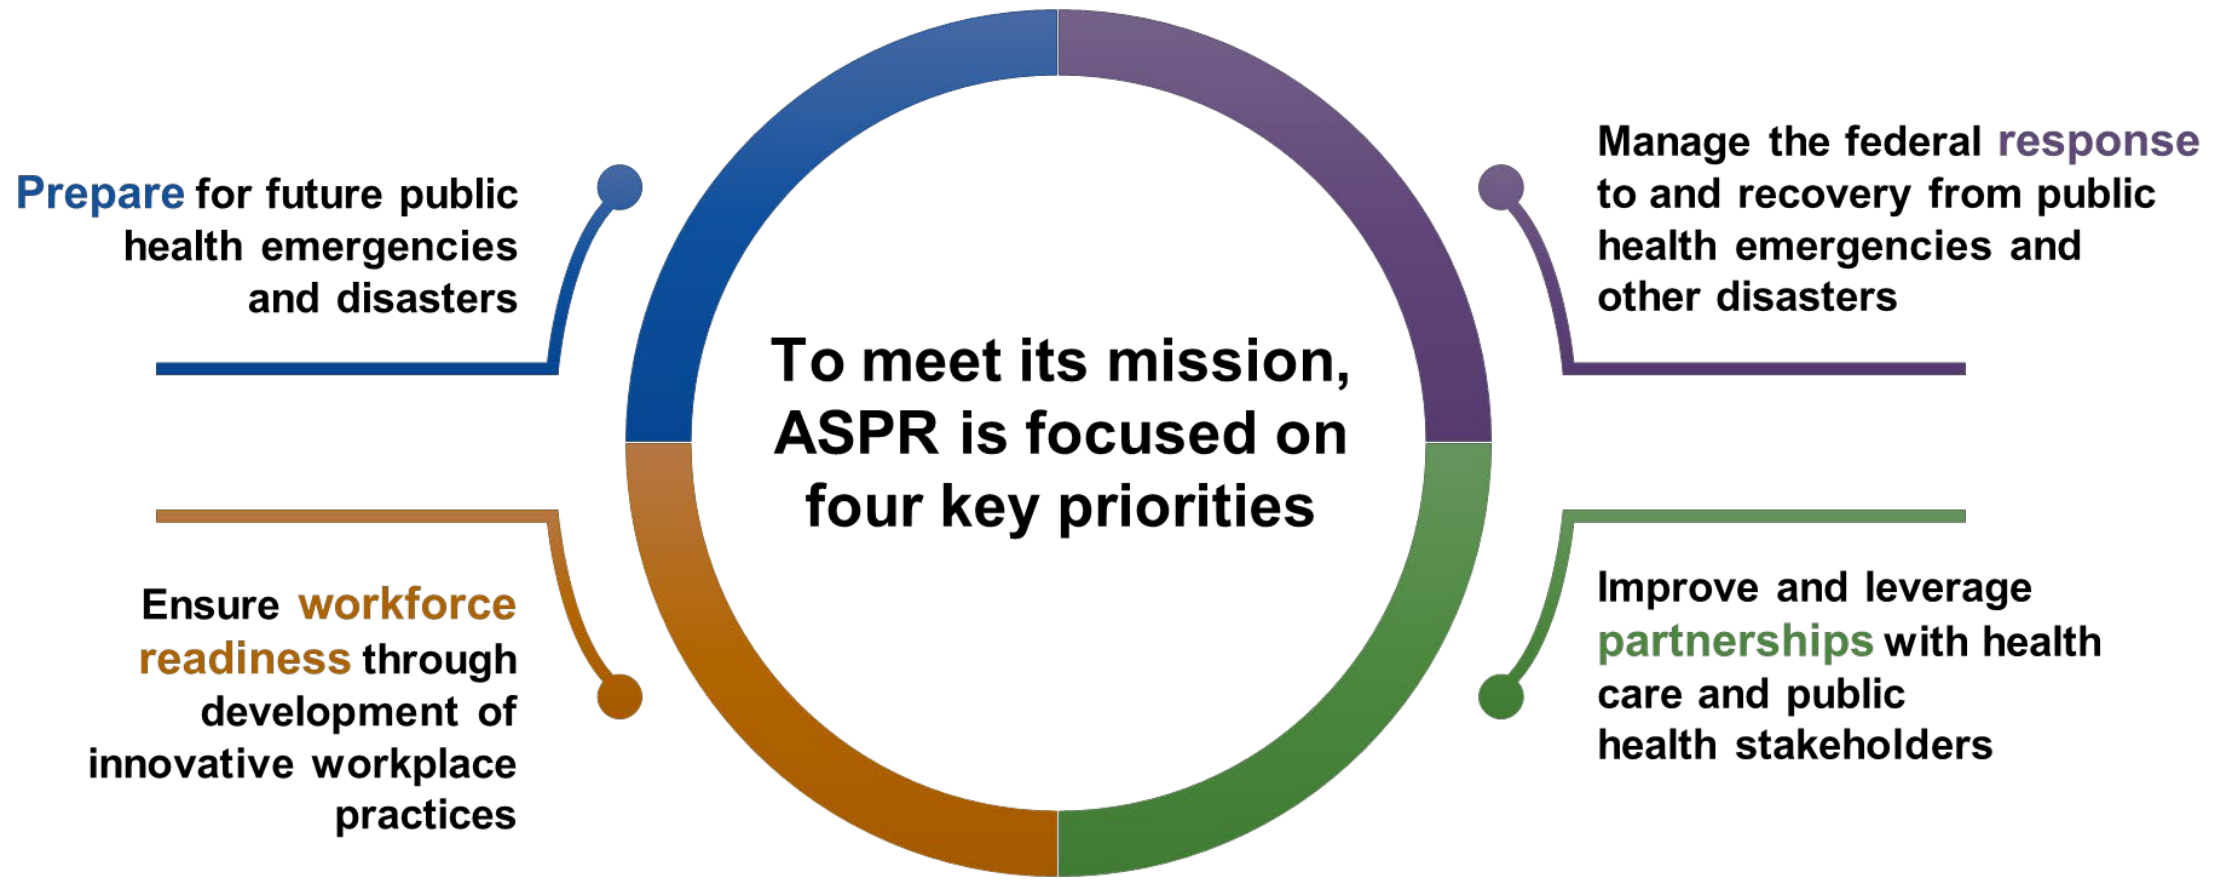 Prepare for future public
health emergencies
and disasters
Manage the federal response
to and recovery from public
health emergencies and
other disasters
To meet its mission,
ASPR is focused on
four key priorities
Ensure workforce
readiness through
development of
innovative workplace
practices
Improve and leverage
partnerships with health
care and public
health stakeholders